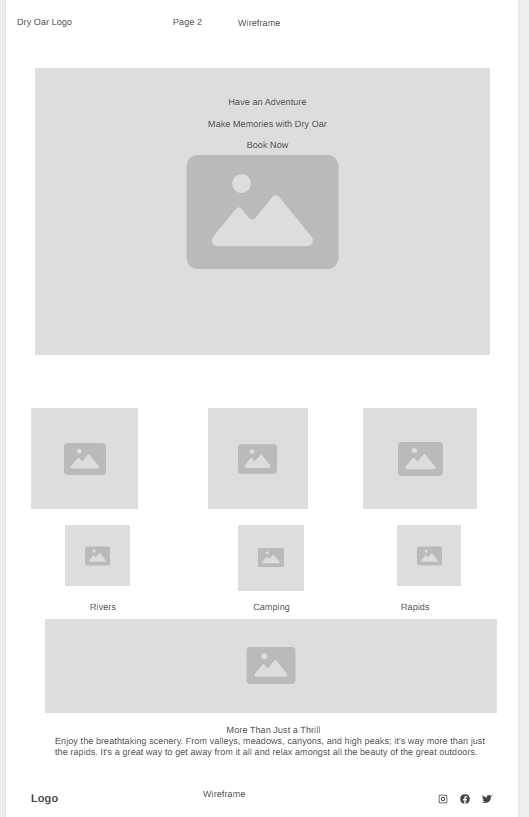 Dry Oar Logo
Page 2
Wireframe
Have an Adventure
Make Memories with Dry Oar
Book Now
Rivers
Camping
Rapids
More Than Just a Thrill
Enjoy the breathtaking scenery. From valleys, meadows, canyons, and high peaks; it's way more than just
the rapids. It's a great way to get away from it all and relax amongst all the beauty of the great outdoors.
Logo
Wireframe